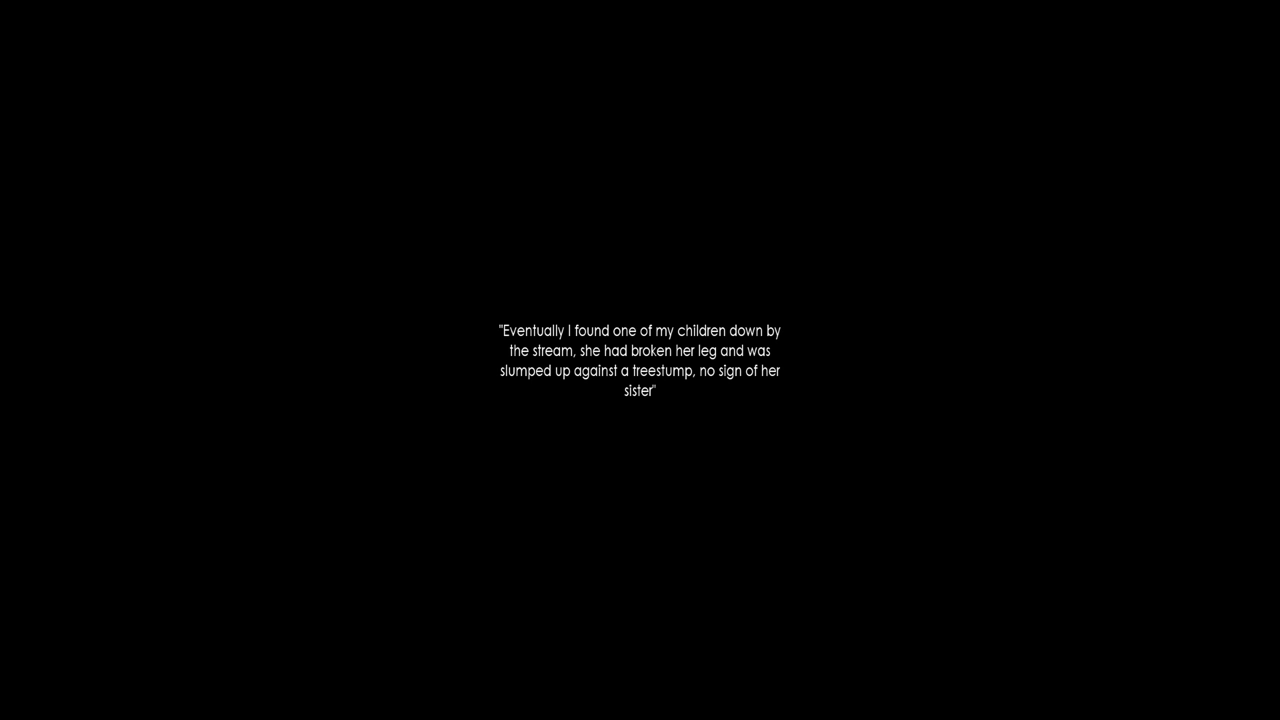 "Eventually I found one of my children down by
the stream, she had broken her leg and was
slumped up against a treestump, no sign of her
sister"